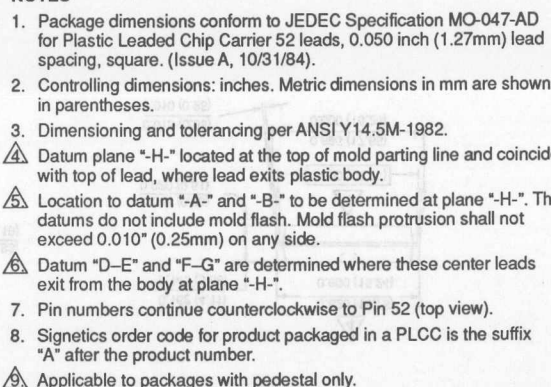 1. Package dimensions conform to JEDEC Specification MO-047-AD
for Plastic Leaded Chip Carrier 52 leads, 0.050 inch (1.27mm) lead
spacing, square. (Issue A, 10/31/84).
2. Controlling dimensions: inches. Metric dimensions in mm are shown
in parentheses.
3. Dimensioning and tolerancing per ANSI Y14.5M-1982.
4. Datum plane "-H-" located at the top of mold parting line and coincid
with top of lead, where lead exits plastic body.
5. Location to datum "-A-" and "-B-" to be determined at plane "-H-". Th
datums do not include mold flash. Mold flash protrusion shall not
exceed 0.010" (0.25mm) on any side.
6. Datum "D–E" and "F–G" are determined where these center leads
exit from the body at plane "-H-".
7. Pin numbers continue counterclockwise to Pin 52 (top view).
8. Signetics order code for product packaged in a PLCC is the suffix
"A" after the product number.
9. Applicable to packages with pedestal only.